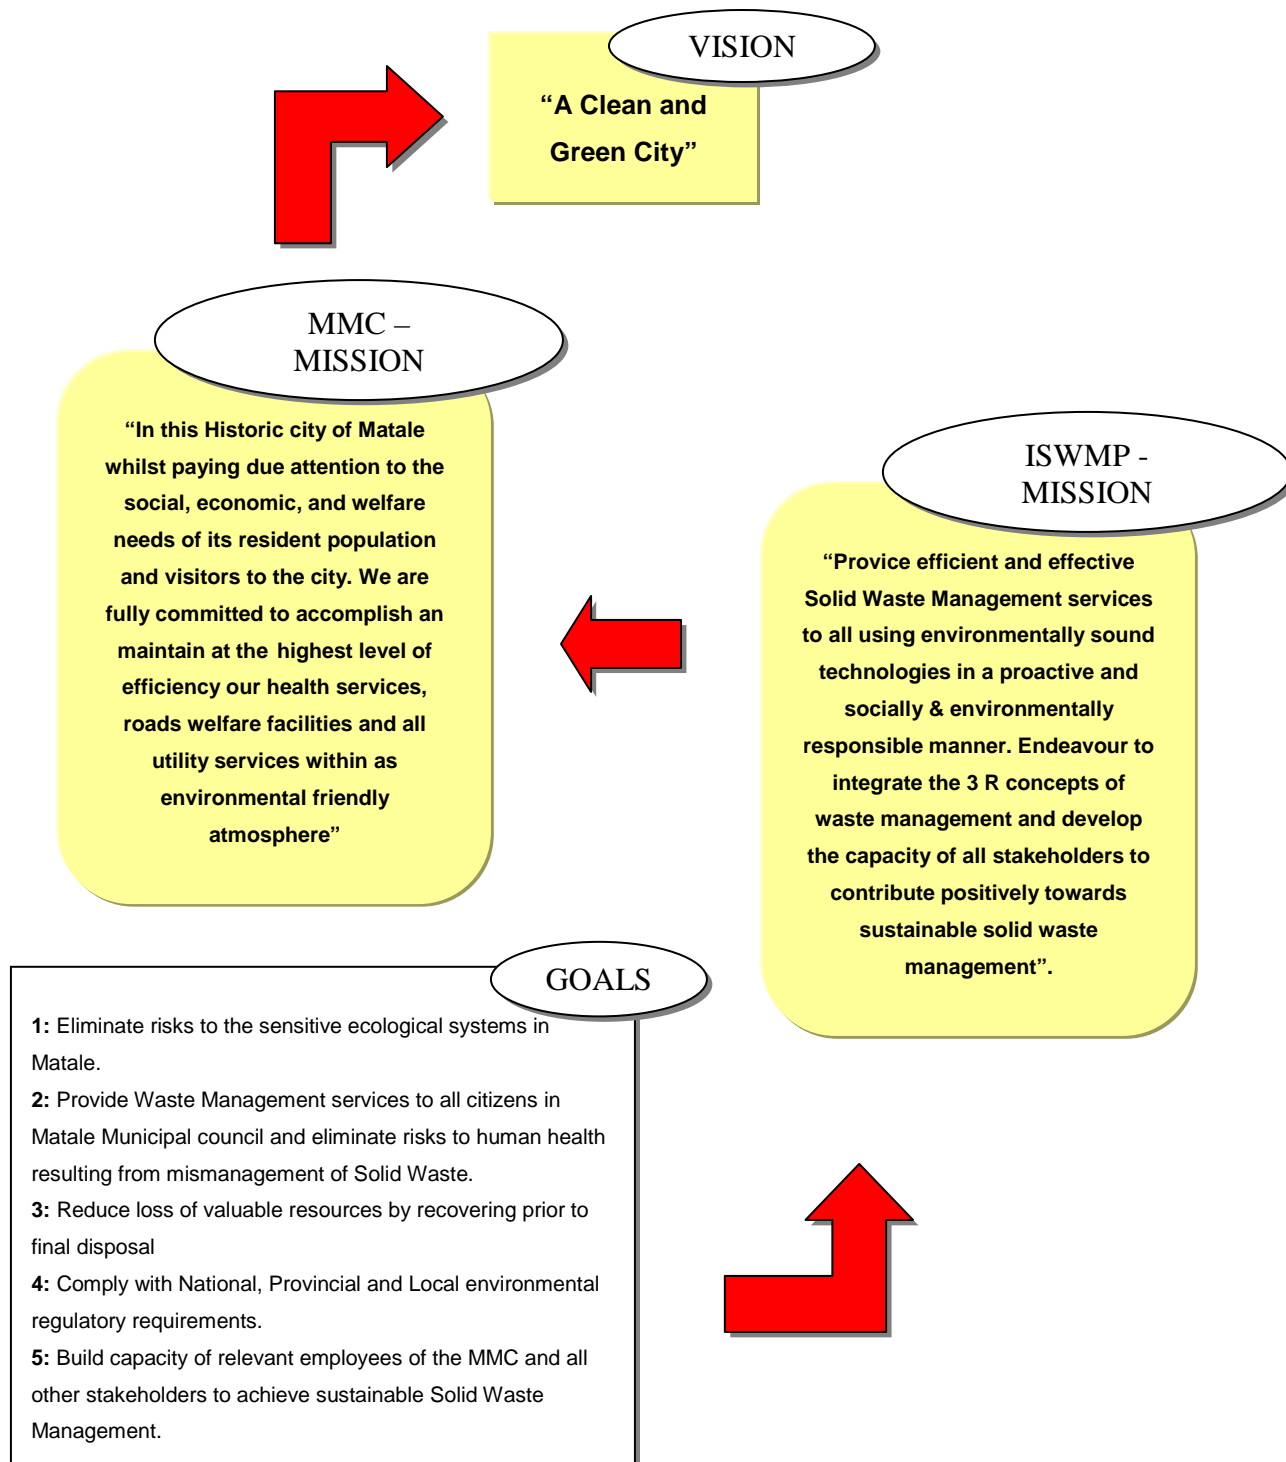 VISION
“A Clean and
Green City”
MMC –
MISSION
“In this Historic city of Matale
whilst paying due attention to the
social, economic, and welfare
needs of its resident population
and visitors to the city. We are
fully committed to accomplish an
maintain at the highest level of
efficiency our health services,
roads welfare facilities and all
utility services within as
environmental friendly
atmosphere”
ISWMP -
MISSION
“Provice efficient and effective
Solid Waste Management services
to all using environmentally sound
technologies in a proactive and
socially & environmentally
responsible manner. Endeavour to
integrate the 3 R concepts of
waste management and develop
the capacity of all stakeholders to
contribute positively towards
sustainable solid waste
management”.
GOALS
1: Eliminate risks to the sensitive ecological systems in
Matale.
2: Provide Waste Management services to all citizens in
Matale Municipal council and eliminate risks to human health
resulting from mismanagement of Solid Waste.
3: Reduce loss of valuable resources by recovering prior to
final disposal
4: Comply with National, Provincial and Local environmental
regulatory requirements.
5: Build capacity of relevant employees of the MMC and all
other stakeholders to achieve sustainable Solid Waste
Management.